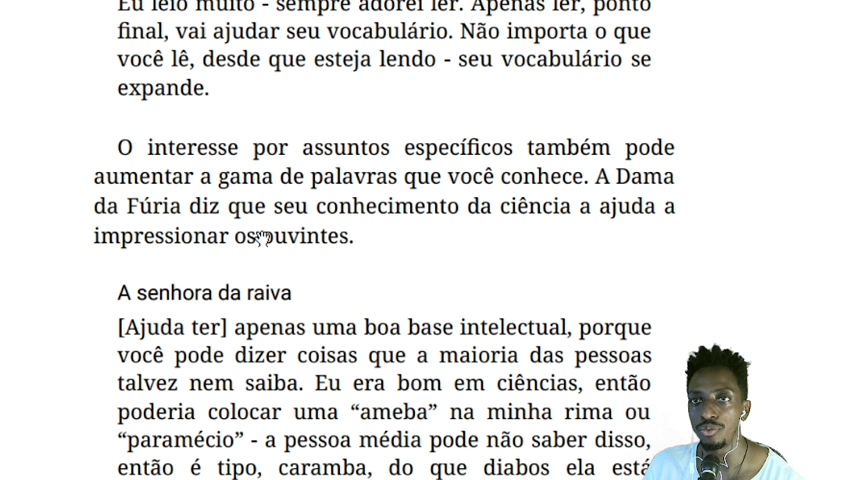 Eu leio muito - sempre adorei ler. Apenas ler, ponto
final, vai ajudar seu vocabulário. Não importa o que
você lê, desde que esteja lendo - seu vocabulário se
expande.
O interesse por assuntos específicos também pode
aumentar a gama de palavras que você conhece. A Dama
da Fúria diz que seu conhecimento da ciência a ajuda a
impressionar os ouvintes.
A senhora da raiva
[Ajuda ter] apenas uma boa base intelectual, porque
você pode dizer coisas que a maioria das pessoas
talvez nem saiba. Eu era bom em ciências, então
poderia colocar uma “ameba” na minha rima ou
“paramécio” - a pessoa média pode não saber disso,
então é tipo, caramba, do que diabos ela está